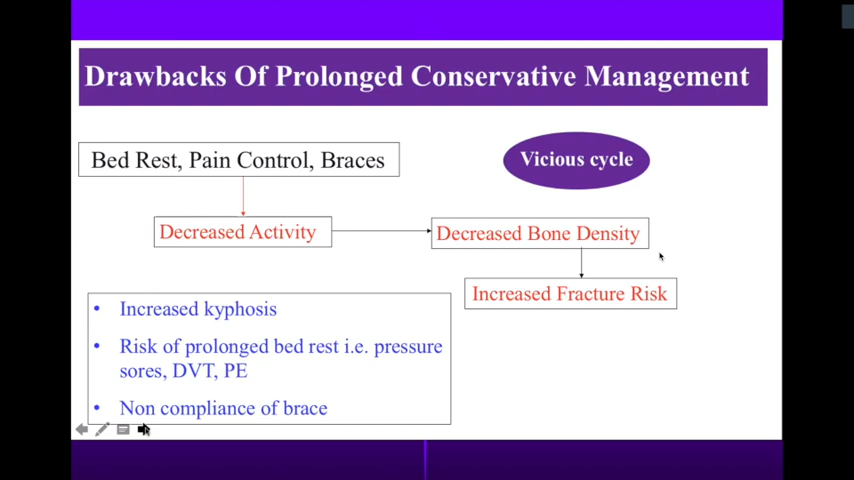 Drawbacks Of Prolonged Conservative Management
Bed Rest, Pain Control, Braces
Vicious cycle
Decreased Activity
Decreased Bone Density
Increased Fracture Risk
• Increased kyphosis
• Risk of prolonged bed rest i.e. pressure
sores, DVT, PE
• Non compliance of brace